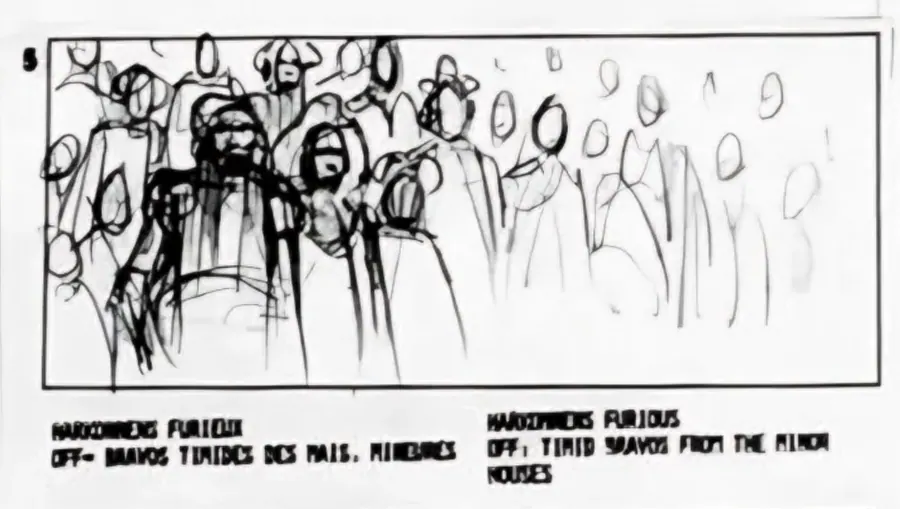 5
HARKONNENS FURIEUX
OFF- BRAVOS TIMIDES DES MAIS. MINEURES
HARKONNENS FURIOUS
OFF: TIMID BRAVOS FROM THE MINOR
HOUSES